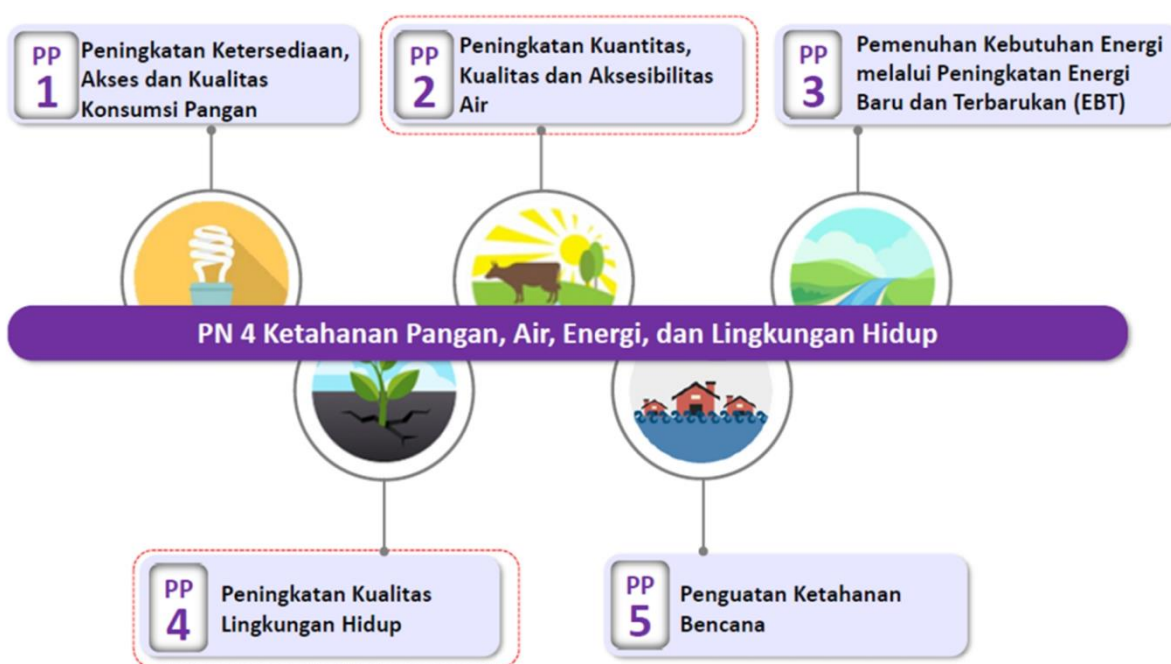 PP
1
Peningkatan Ketersediaan,
Akses dan Kualitas
Konsumsi Pangan
PP
2
Peningkatan Kuantitas,
Kualitas dan Aksesibilitas
Air
PP
3
Pemenuhan Kebutuhan Energi
melalui Peningkatan Energi
Baru dan Terbarukan (EBT)
PN 4 Ketahanan Pangan, Air, Energi, dan Lingkungan Hidup
PP
4
Peningkatan Kualitas
Lingkungan Hidup
PP
5
Penguatan Ketahanan
Bencana